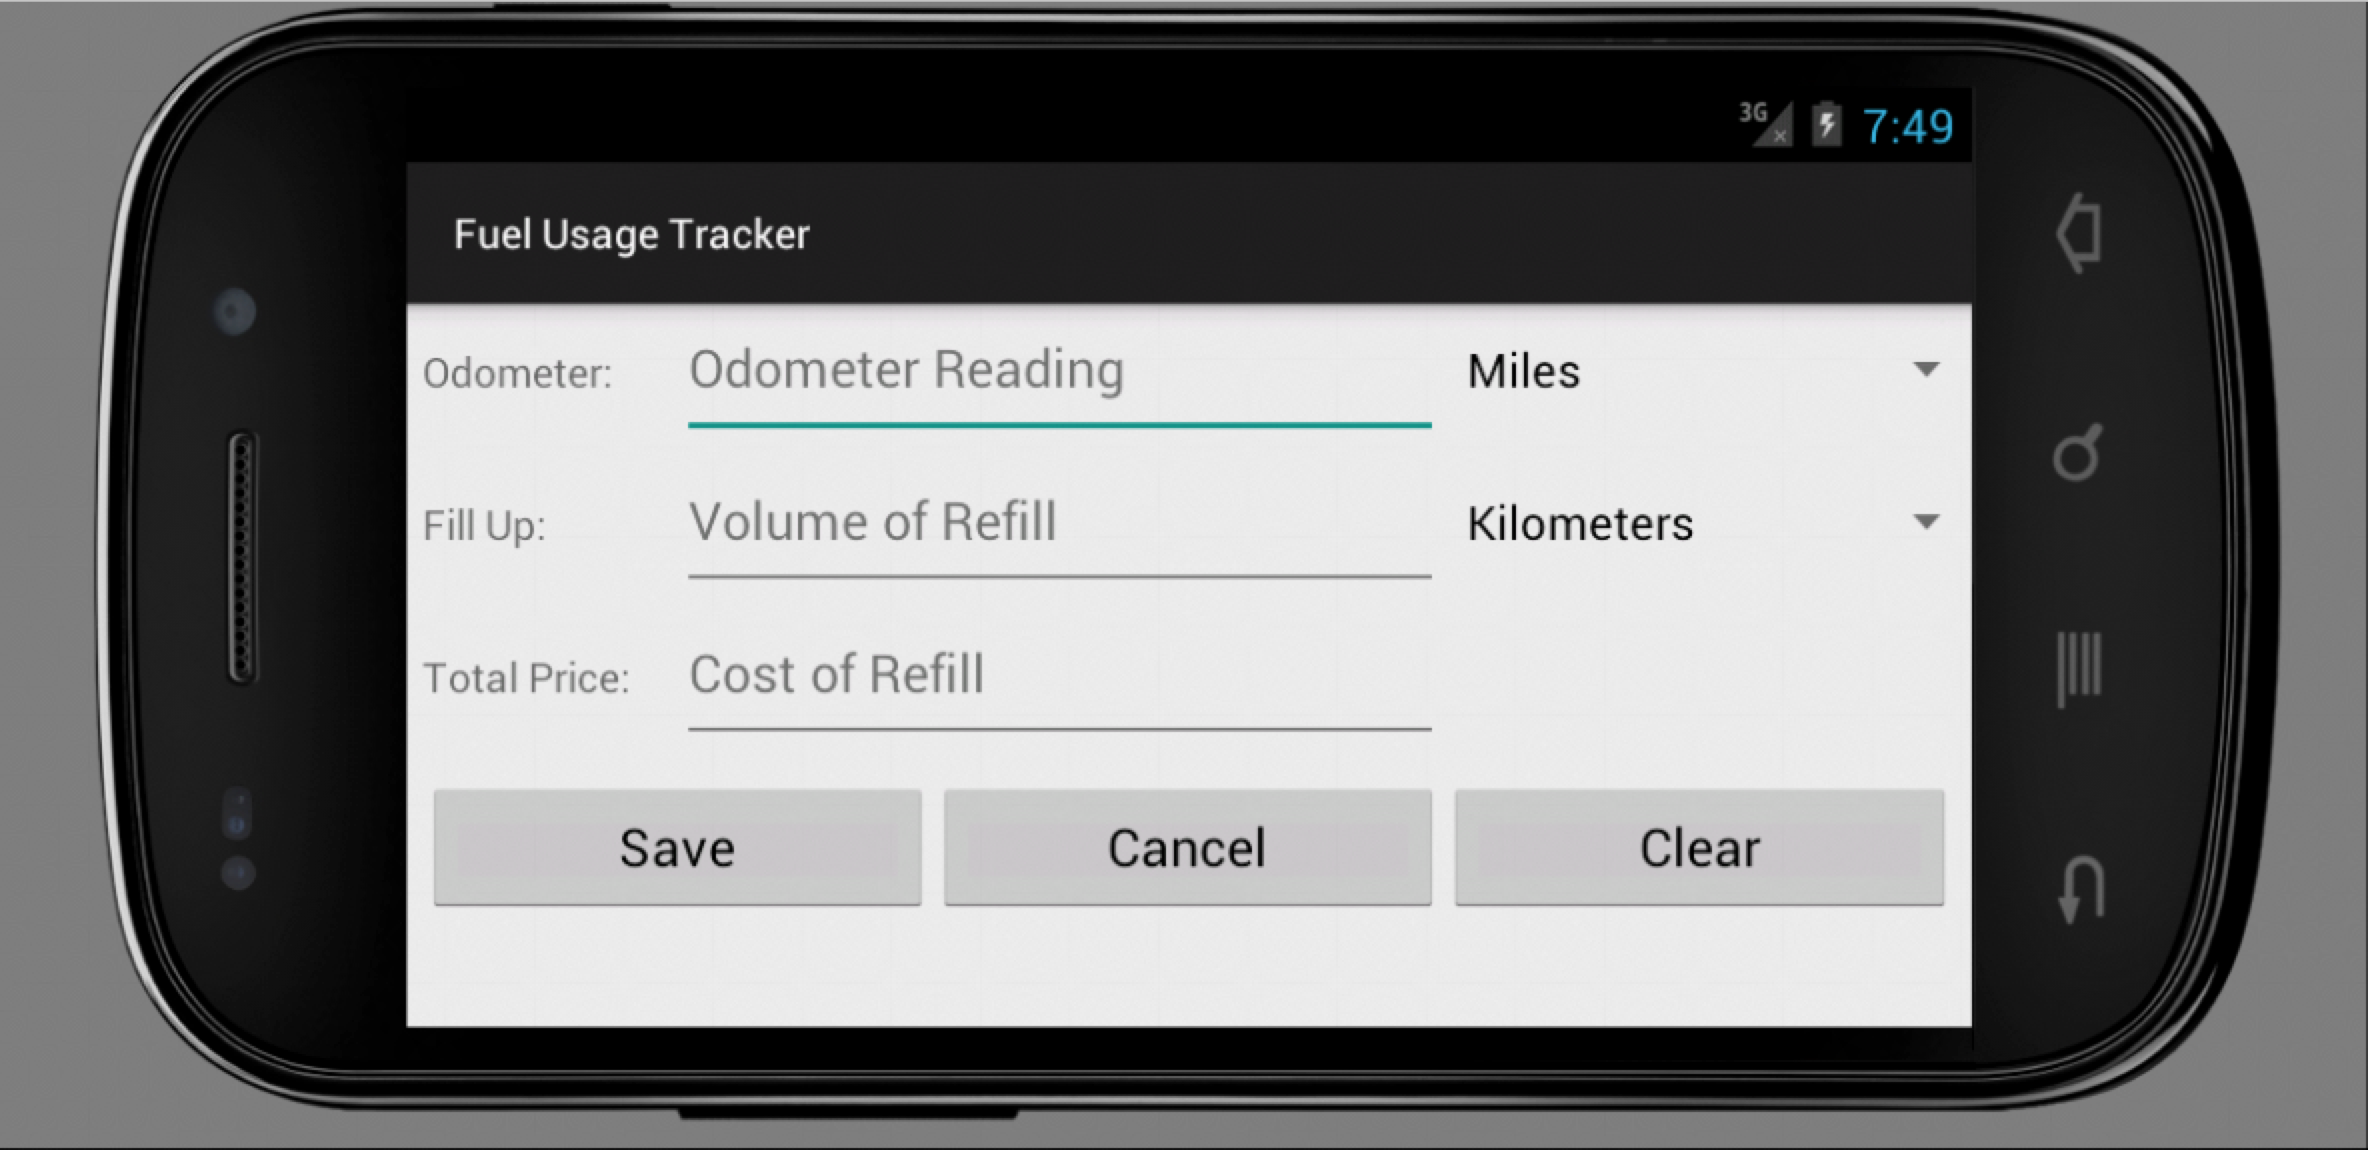 3G 7:49
Fuel Usage Tracker
Odometer: Odometer Reading Miles
Fill Up: Volume of Refill Kilometers
Total Price: Cost of Refill
Save Cancel Clear